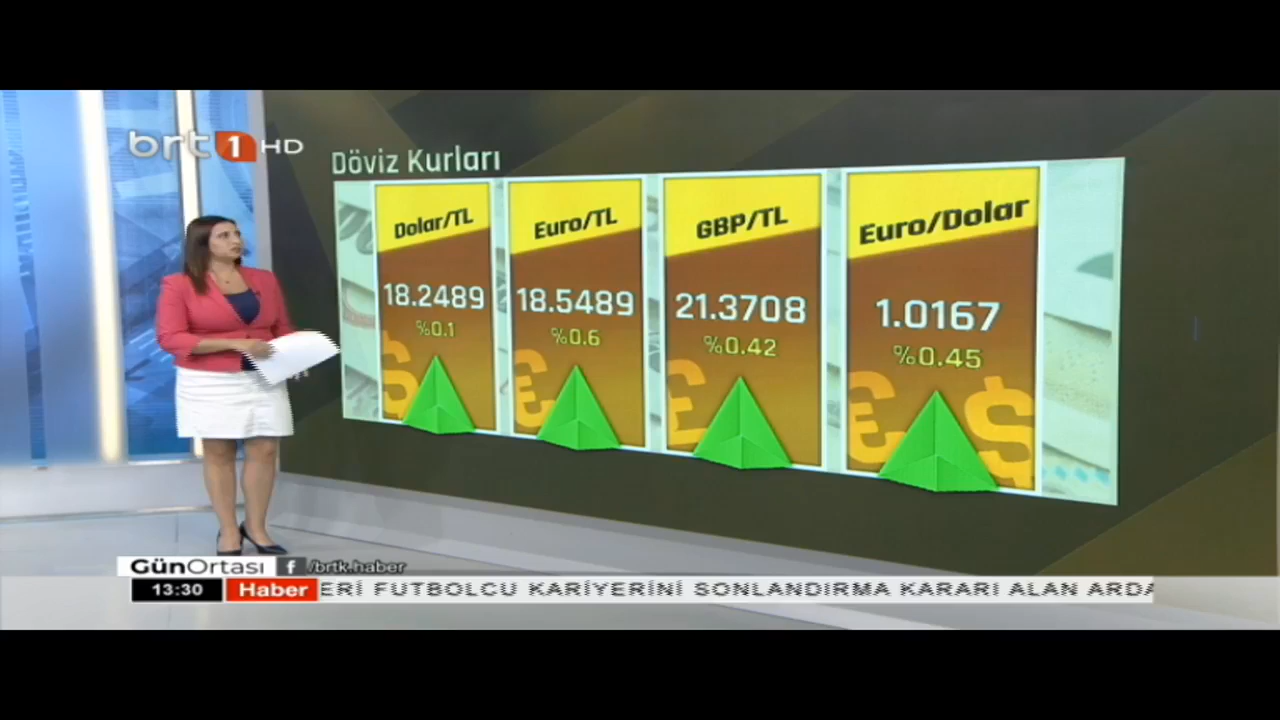 brt 1 HD
Döviz Kurları
Dolar/TL
18.2489
%0.1
Euro/TL
18.5489
%0.6
GBP/TL
21.3708
%0.42
Euro/Dolar
1.0167
%0.45
GünOrtası f /brtk.haber
13:30 Haber ERİ FUTBOLCU KARİYERİNİ SONLANDIRMA KARARI ALAN ARDA